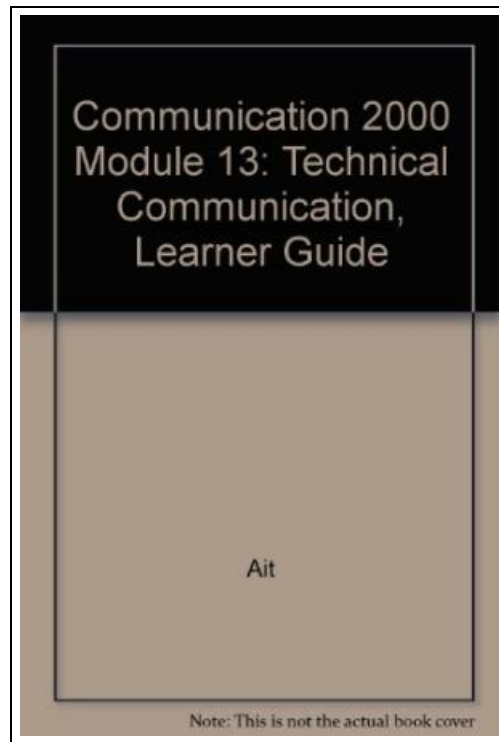 Communication 2000
Module 13: Technical
Communication,
Learner Guide
Ait
Note: This is not the actual book cover